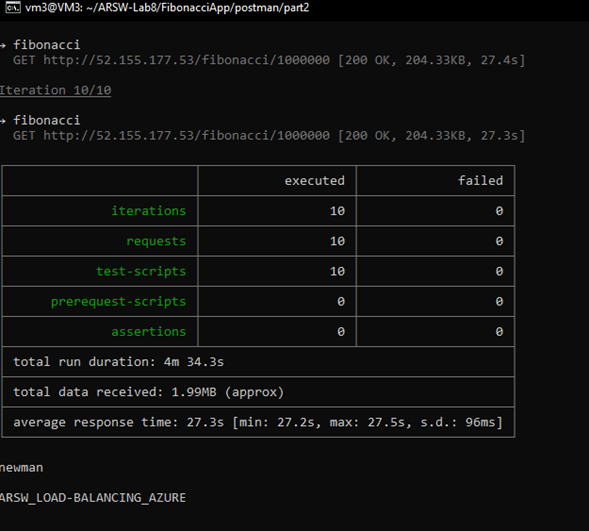 vm3@VM3: ~/ARSW-Lab8/FibonacciApp/postman/part2
→ fibonacci
GET http://52.155.177.53/fibonacci/1000000 [200 OK, 204.33KB, 27.4s]
Iteration 10/10
→ fibonacci
GET http://52.155.177.53/fibonacci/1000000 [200 OK, 204.33KB, 27.3s]
executed failed
iterations 10 0
requests 10 0
test-scripts 10 0
prerequest-scripts 0 0
assertions 0 0
total run duration: 4m 34.3s
total data received: 1.99MB (approx)
average response time: 27.3s [min: 27.2s, max: 27.5s, s.d.: 96ms]
newman
ARSW_LOAD-BALANCING_AZURE